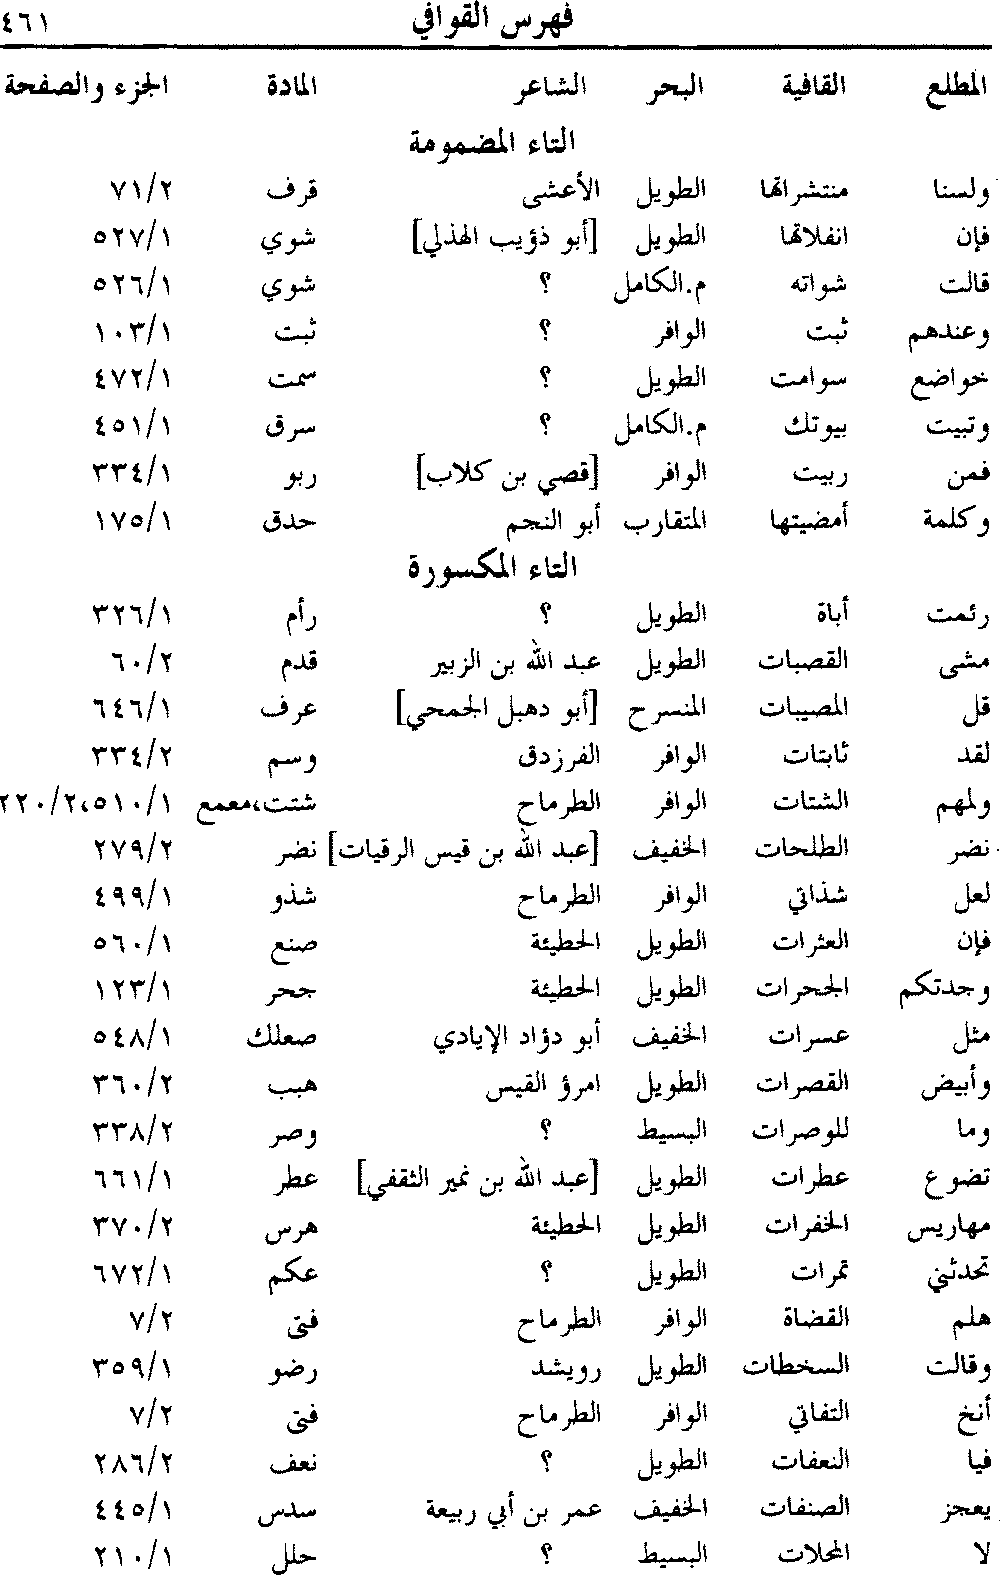 فهرس القوافي ٤٦١
المطلع القافية البحر الشاعر المادة الجزء والصفحة
التاء المضمومة
ولسنا منتشراتها الطويل الأعشى قرف ٧١/٢
فإن انفلاتها الطويل [أبو ذؤيب الهذلي] شوي ٥٢٧/١
قالت شواته م.الكامل ؟ شوي ٥٢٦/١
وعندهم ثبت الوافر ؟ ثبت ١٠٣/١
خواضع سوامت الطويل ؟ سمت ٤٧٢/١
وتبيت بيوتك م.الكامل ؟ سرق ٤٥١/١
فمن ربيت الوافر [قصي بن كلاب] ربو ٣٣٤/١
وكلمة أمضيتها المتقارب أبو النجم حدق ١٧٥/١
التاء المكسورة
رئمت أباة الطويل ؟ رأم ٣٢٦/١
مشى القصبات الطويل عبد الله بن الزبير قدم ٦٠/٢
قل المصيبات المنسرح [أبو دهبل الجمحي] عرف ٦٤٦/١
لقد ثابتات الوافر الفرزدق وسم ٣٣٤/٢
ولهم الشتات الوافر الطرماح شتت،معمع ٥١٠/١،٢٢٠/٢
نضر الطلحات الخفيف [عبد الله بن قيس الرقيات] نضر ٢٧٩/٢
لعل شذاتي الوافر الطرماح شذو ٤٩٩/١
فإن العثرات الطويل الحطيئة صنع ٥٦٠/١
وجدتكم الجحرات الطويل الحطيئة جحر ١٢٣/١
مثل عسرات الخفيف أبو دؤاد الإيادي صعلك ٥٤٨/١
وأبيض القصرات الطويل امرؤ القيس هبب ٣٦٠/٢
وما للوصرات البسيط ؟ وصر ٣٣٨/٢
تضوع عطرات الطويل [عبد الله بن نمير الثقفي] عطر ٦٦١/١
مهاريس الخفرات الطويل الحطيئة هرس ٣٧٠/٢
تحدثني تمرات الطويل ؟ عكم ٦٧٢/١
هلم القضاة الوافر الطرماح فتى ٧/٢
وقالت السخطات الطويل رويشد رضو ٣٥٩/١
أنخ التفاتي الوافر الطرماح فتى ٧/٢
فيا النعفات الطويل ؟ نعف ٢٨٦/٢
يعجز الصنفات الخفيف عمر بن أبي ربيعة سدس ٤٤٥/١
لا المحلات البسيط ؟ حلل ٢١٠/١